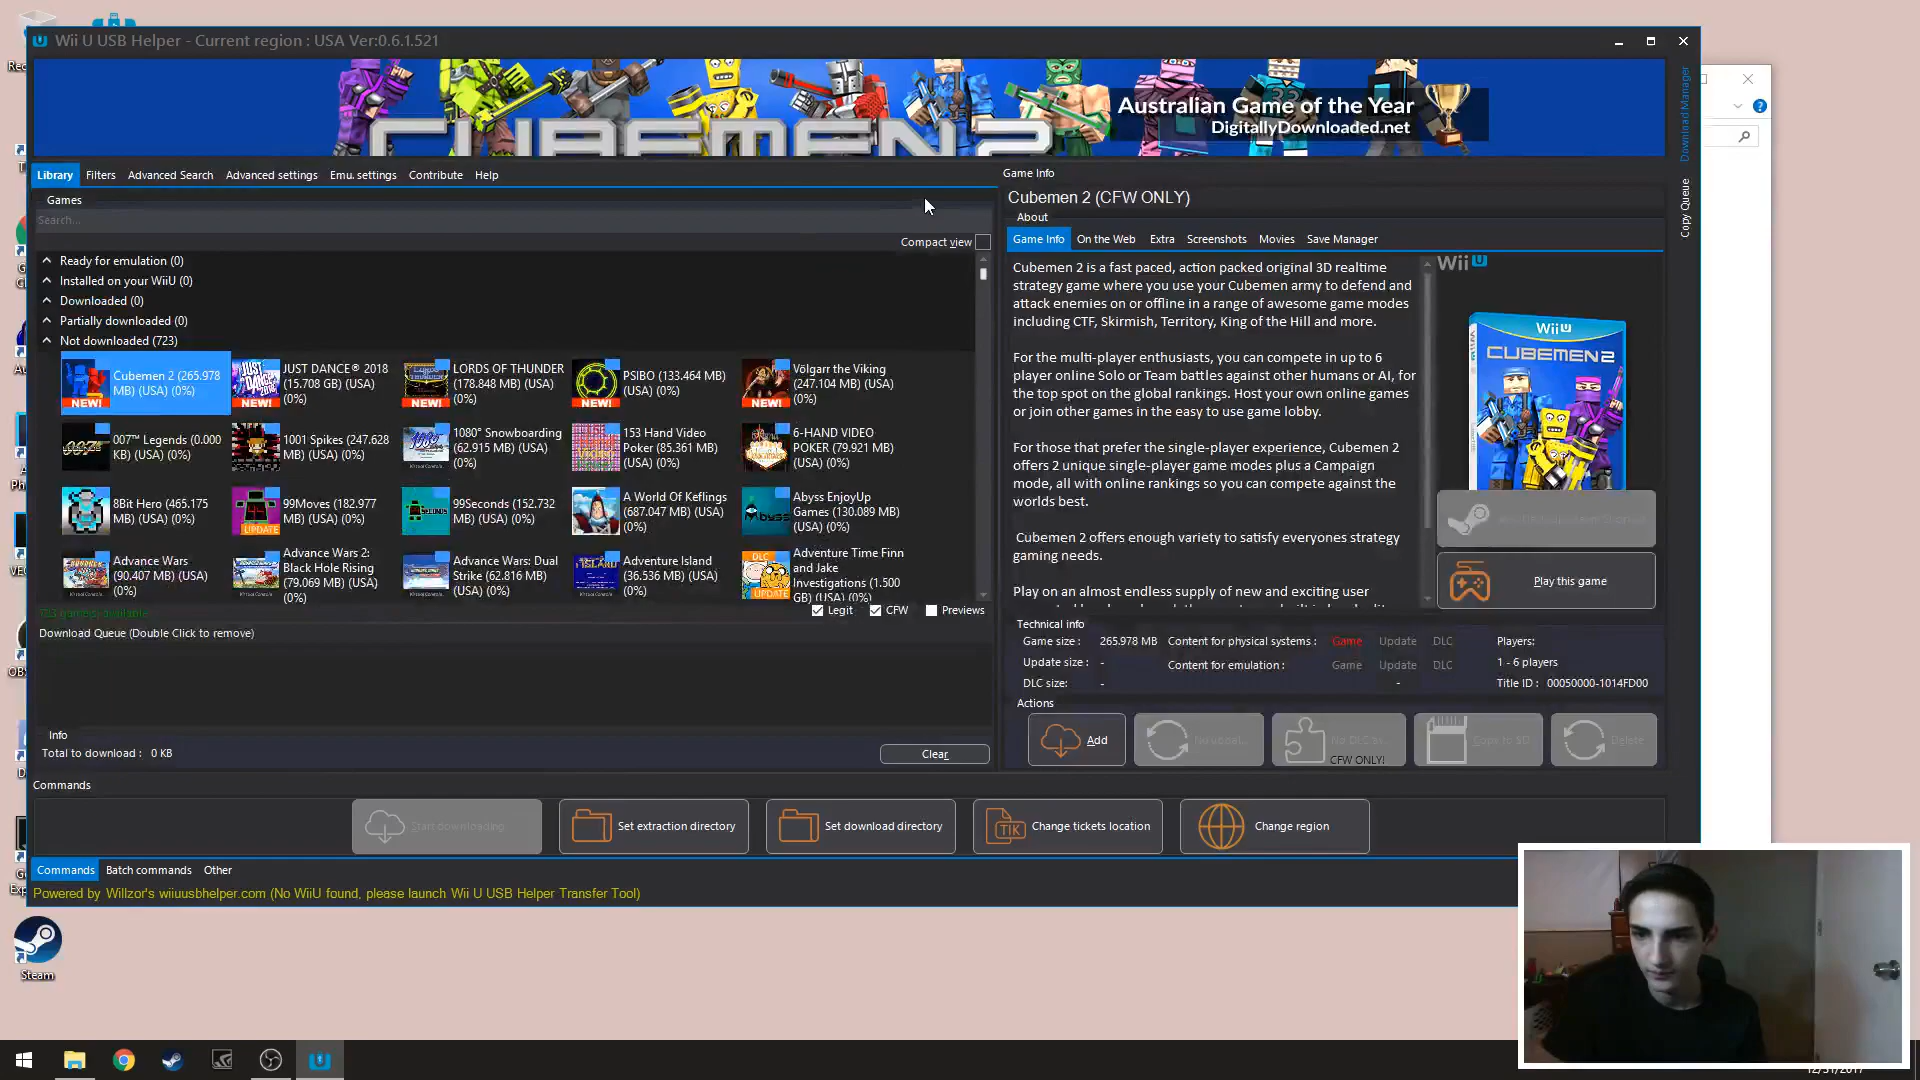 Wii U USB Helper - Current region : USA Ver:0.6.1.521
CUBEMEN 2
Australian Game of the Year
DigitallyDownloaded.net
Download Manager
Copy Queue
Library
Filters
Advanced Search
Advanced settings
Emu. settings
Contribute
Help
Games
Search...
Compact view
Ready for emulation (0)
Installed on your WiiU (0)
Downloaded (0)
Partially downloaded (0)
Not downloaded (723)
Cubemen 2 (265.978
MB) (USA) (0%)
NEW!
JUST DANCE® 2018
(15.708 GB) (USA)
(0%)
NEW!
LORDS OF THUNDER
(178.848 MB) (USA)
(0%)
NEW!
PSIBO (133.464 MB)
(USA) (0%)
NEW!
Völgarr the Viking
(247.104 MB) (USA)
(0%)
NEW!
007™ Legends (0.000
KB) (USA) (0%)
1001 Spikes (247.628
MB) (USA) (0%)
1080° Snowboarding
(62.915 MB) (USA)
(0%)
153 Hand Video
Poker (85.361 MB)
(USA) (0%)
6-HAND VIDEO
POKER (79.921 MB)
(USA) (0%)
8Bit Hero (465.175
MB) (USA) (0%)
99Moves (182.977
MB) (USA) (0%)
UPDATE
99Seconds (152.732
MB) (USA) (0%)
A World Of Keflings
(687.047 MB) (USA)
(0%)
Abyss EnjoyUp
Games (130.089 MB)
(USA) (0%)
Advance Wars
(90.407 MB) (USA)
(0%)
Advance Wars 2:
Black Hole Rising
(79.069 MB) (USA)
(0%)
Advance Wars: Dual
Strike (62.816 MB)
(USA) (0%)
Adventure Island
(36.536 MB) (USA)
(0%)
DLC
UPDATE
Adventure Time Finn
and Jake
Investigations (1.500
GB) (USA) (0%)
723 games available
Legit
CFW
Previews
Download Queue (Double Click to remove)
Info
Total to download : 0 KB
Clear
Game Info
Cubemen 2 (CFW ONLY)
About
Game Info
On the Web
Extra
Screenshots
Movies
Save Manager
Cubemen 2 is a fast paced, action packed original 3D realtime
strategy game where you use your Cubemen army to defend and
attack enemies on or offline in a range of awesome game modes
including CTF, Skirmish, Territory, King of the Hill and more.
For the multi-player enthusiasts, you can compete in up to 6
player online Solo or Team battles against other humans or AI, for
the top spot on the global rankings. Host your own online games
or join other games in the easy to use game lobby.
For those that prefer the single-player experience, Cubemen 2
offers 2 unique single-player game modes plus a Campaign
mode, all with online rankings so you can compete against the
worlds best.
Cubemen 2 offers enough variety to satisfy everyones strategy
gaming needs.
Play on an almost endless supply of new and exciting user
Wii U
WiiU
CUBEMEN 2
Play this game
Technical info
Game size : 265.978 MB
Content for physical systems : Game Update DLC
Players:
Update size : -
Content for emulation : Game Update DLC
1 - 6 players
DLC size: -
-
Title ID : 00050000-1014FD00
Actions
Add
CFW ONLY!
Copy to SD
Delete
Commands
Start downloading
Set extraction directory
Set download directory
TIK
Change tickets location
Change region
Commands
Batch commands
Other
Powered by Willzor's wiiuusbhelper.com (No WiiU found, please launch Wii U USB Helper Transfer Tool)
Steam
12/31/2017